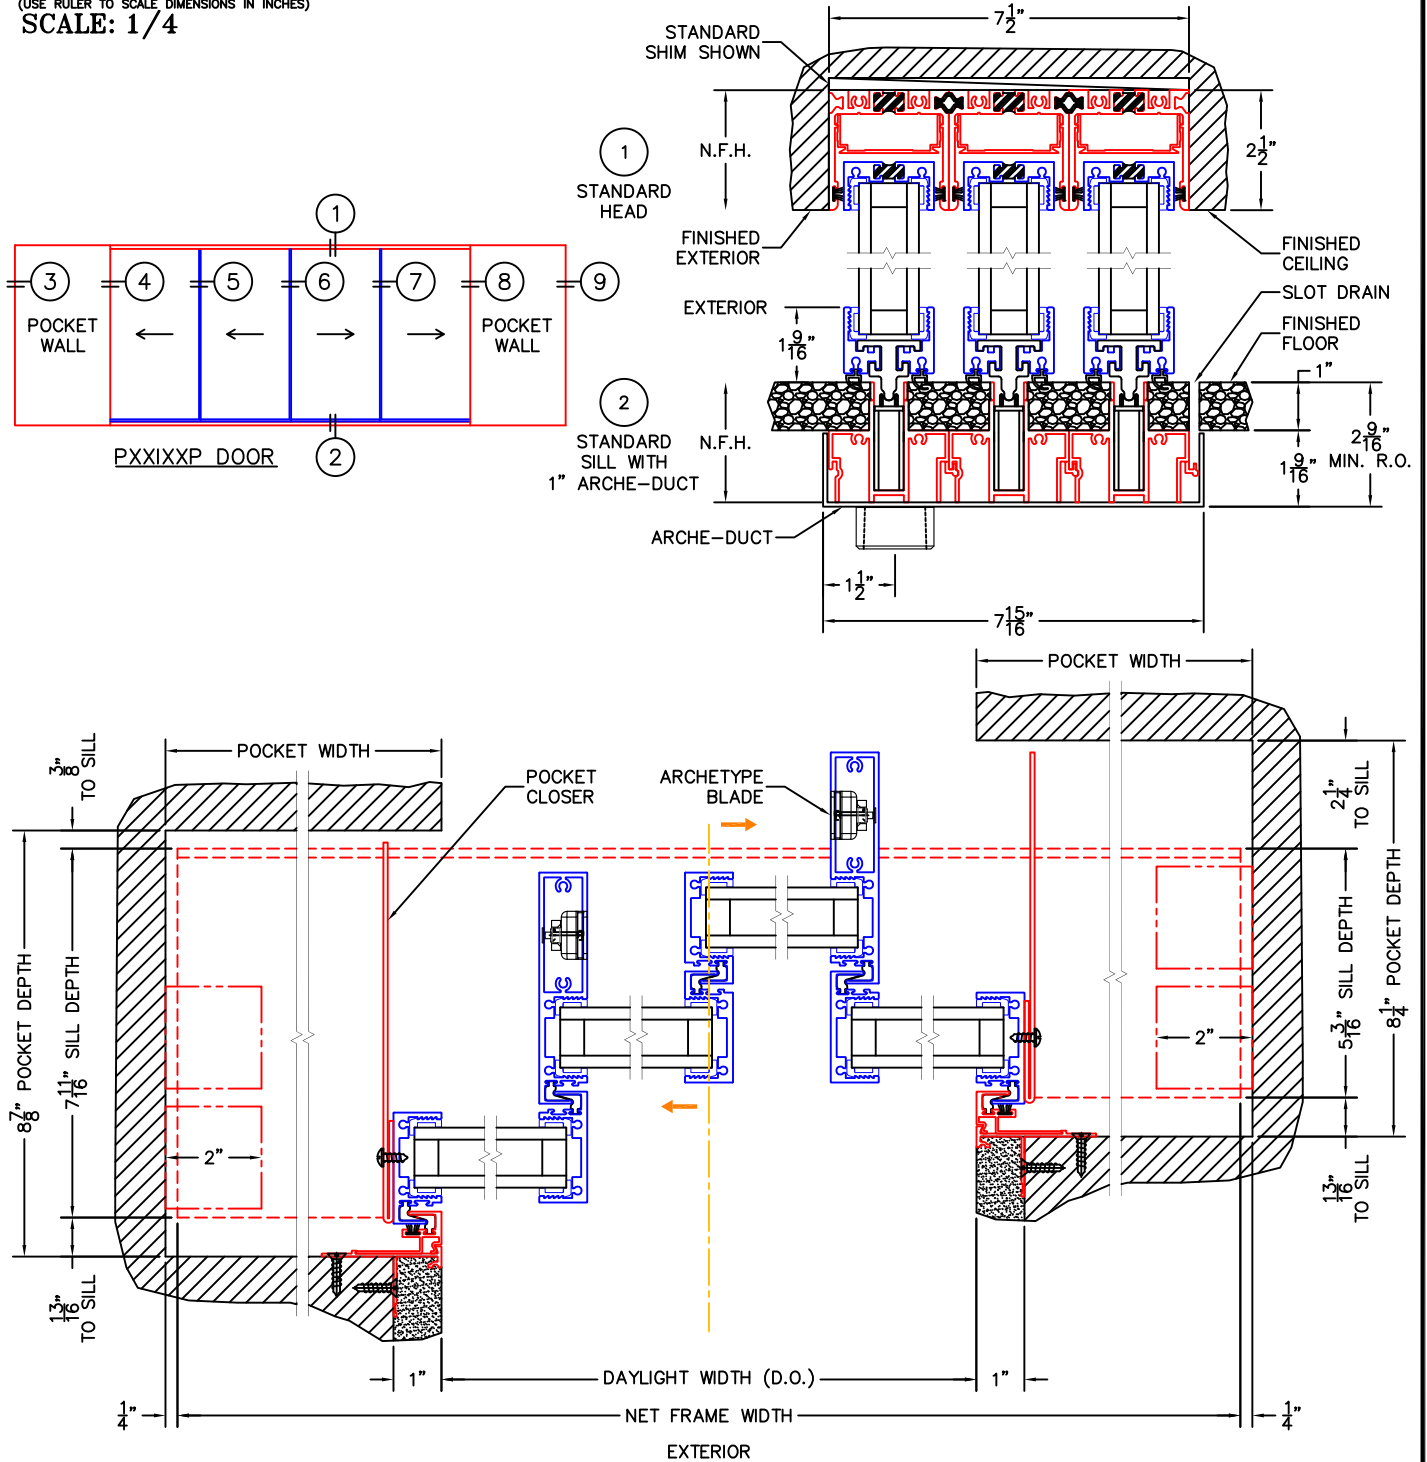 (USE RULER TO SCALE DIMENSIONS IN INCHES)
SCALE: 1/4
7 1/2"
STANDARD
SHIM SHOWN
1
STANDARD
HEAD
N.F.H.
2 1/2"
FINISHED
EXTERIOR
FINISHED
CEILING
SLOT DRAIN
FINISHED
FLOOR
EXTERIOR
1 9/16"
1"
2
STANDARD
SILL WITH
1" ARCHE-DUCT
N.F.H.
2 9/16"
MIN. R.O.
1 9/16"
ARCHE-DUCT
1 1/2"
7 15/16"
1
3
4
5
6
7
8
9
POCKET
WALL
POCKET
WALL
2
PXXIXXP DOOR
POCKET WIDTH
POCKET WIDTH
3/8"
TO SILL
POCKET
CLOSER
ARCHETYPE
BLADE
2 1/4"
TO SILL
8 7/8" POCKET DEPTH
7 11/16" SILL DEPTH
2"
2"
5 3/16" SILL DEPTH
8 1/4" POCKET DEPTH
13/16"
TO SILL
13/16"
TO SILL
1"
DAYLIGHT WIDTH (D.O.)
1"
1/4"
NET FRAME WIDTH
1/4"
EXTERIOR